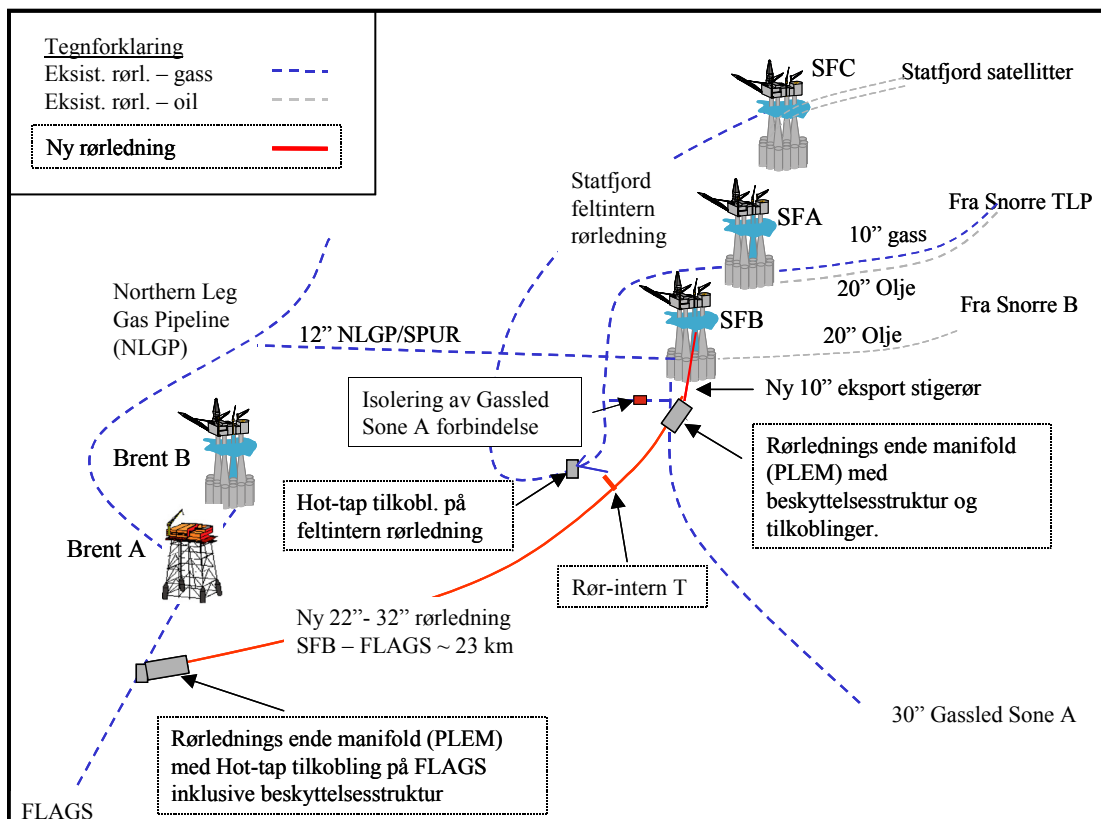 Tegnforklaring
Eksist. rørl. – gass
Eksist. rørl. – oil
Ny rørledning
SFC
Statfjord satellitter
Statfjord
feltintern
rørledning
SFA
Fra Snorre TLP
10” gass
20” Olje
Northern Leg
Gas Pipeline
(NLGP)
SFB
Fra Snorre B
12” NLGP/SPUR
20” Olje
Ny 10” eksport stigerør
Isolering av Gassled
Sone A forbindelse
Brent B
Rørlednings ende manifold
(PLEM) med
beskyttelsesstruktur og
tilkoblinger.
Hot-tap tilkobl. på
feltintern rørledning
Brent A
Rør-intern T
Ny 22”- 32” rørledning
SFB – FLAGS ~ 23 km
30” Gassled Sone A
Rørlednings ende manifold (PLEM)
med Hot-tap tilkobling på FLAGS
inklusive beskyttelsesstruktur
FLAGS